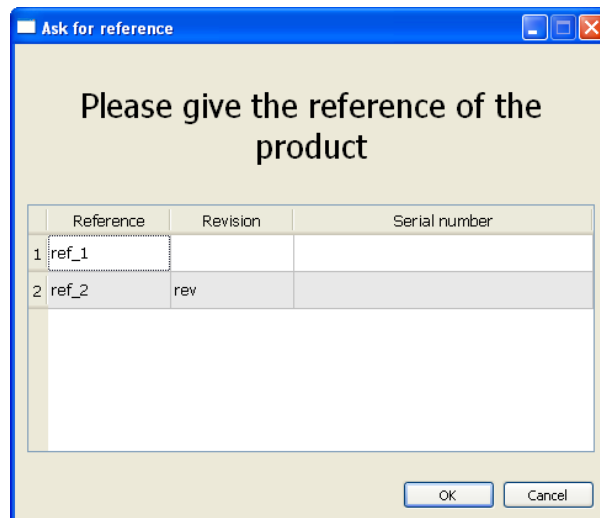 Ask for reference
Please give the reference of the
product
Reference Revision Serial number
1 ref_1
2 ref_2 rev
OK Cancel